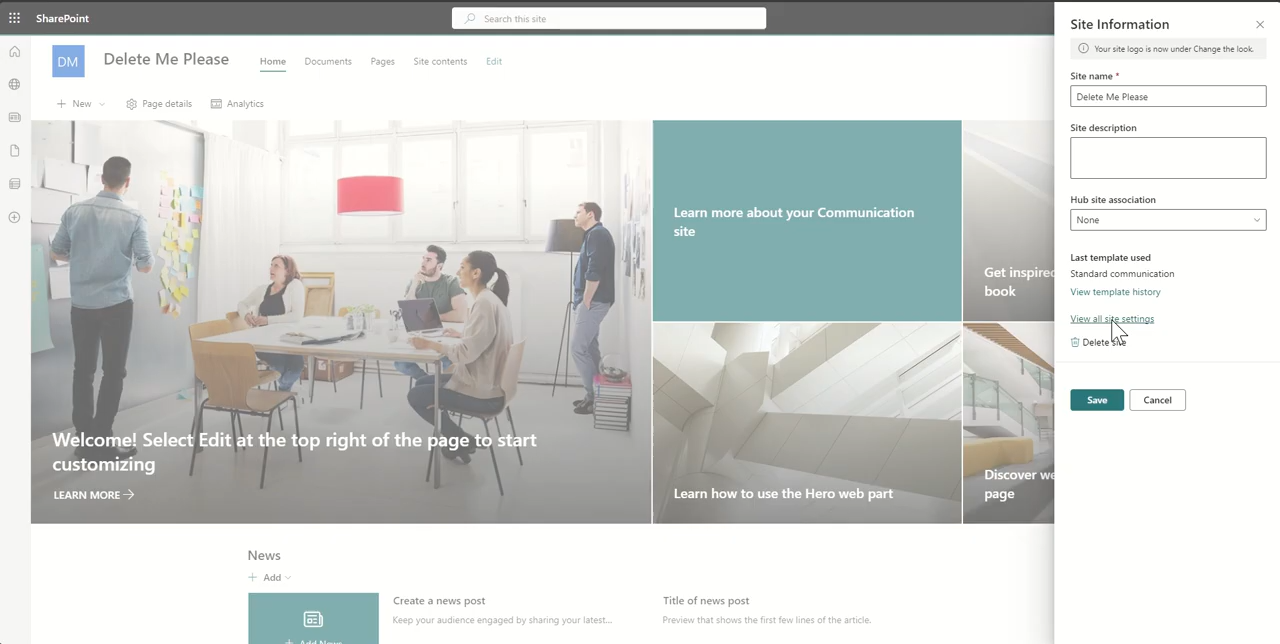 SharePoint
Search this site
DM
Delete Me Please
Home
Documents
Pages
Site contents
Edit
New
Page details
Analytics
Learn more about your Communication
site
Get inspired
book
Welcome! Select Edit at the top right of the page to start
customizing
LEARN MORE
Learn how to use the Hero web part
Discover we
page
News
Add
Add News
Create a news post
Keep your audience engaged by sharing your latest...
Title of news post
Preview that shows the first few lines of the article.
Site Information
Your site logo is now under Change the look.
Site name *
Delete Me Please
Site description
Hub site association
None
Last template used
Standard communication
View template history
View all site settings
Delete site
Save
Cancel